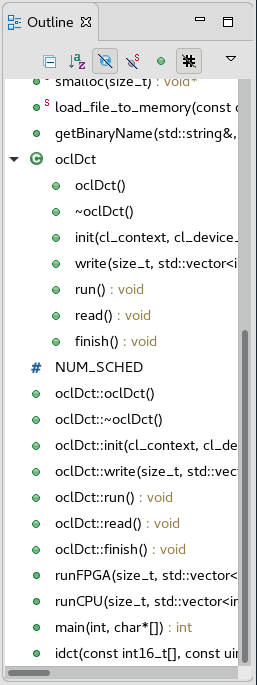 Outline
smalloc(size_t) : void*
load_file_to_memory(const c
getBinaryName(std::string&,
oclDct
oclDct()
~oclDct()
init(cl_context, cl_device_
write(size_t, std::vector<i
run() : void
read() : void
finish() : void
# NUM_SCHED
oclDct::oclDct()
oclDct::~oclDct()
oclDct::init(cl_context, cl_de
oclDct::write(size_t, std::vect
oclDct::run() : void
oclDct::read() : void
oclDct::finish() : void
runFPGA(size_t, std::vector<
runCPU(size_t, std::vector<in
main(int, char*[]) : int
idct(const int16_t[], const uin